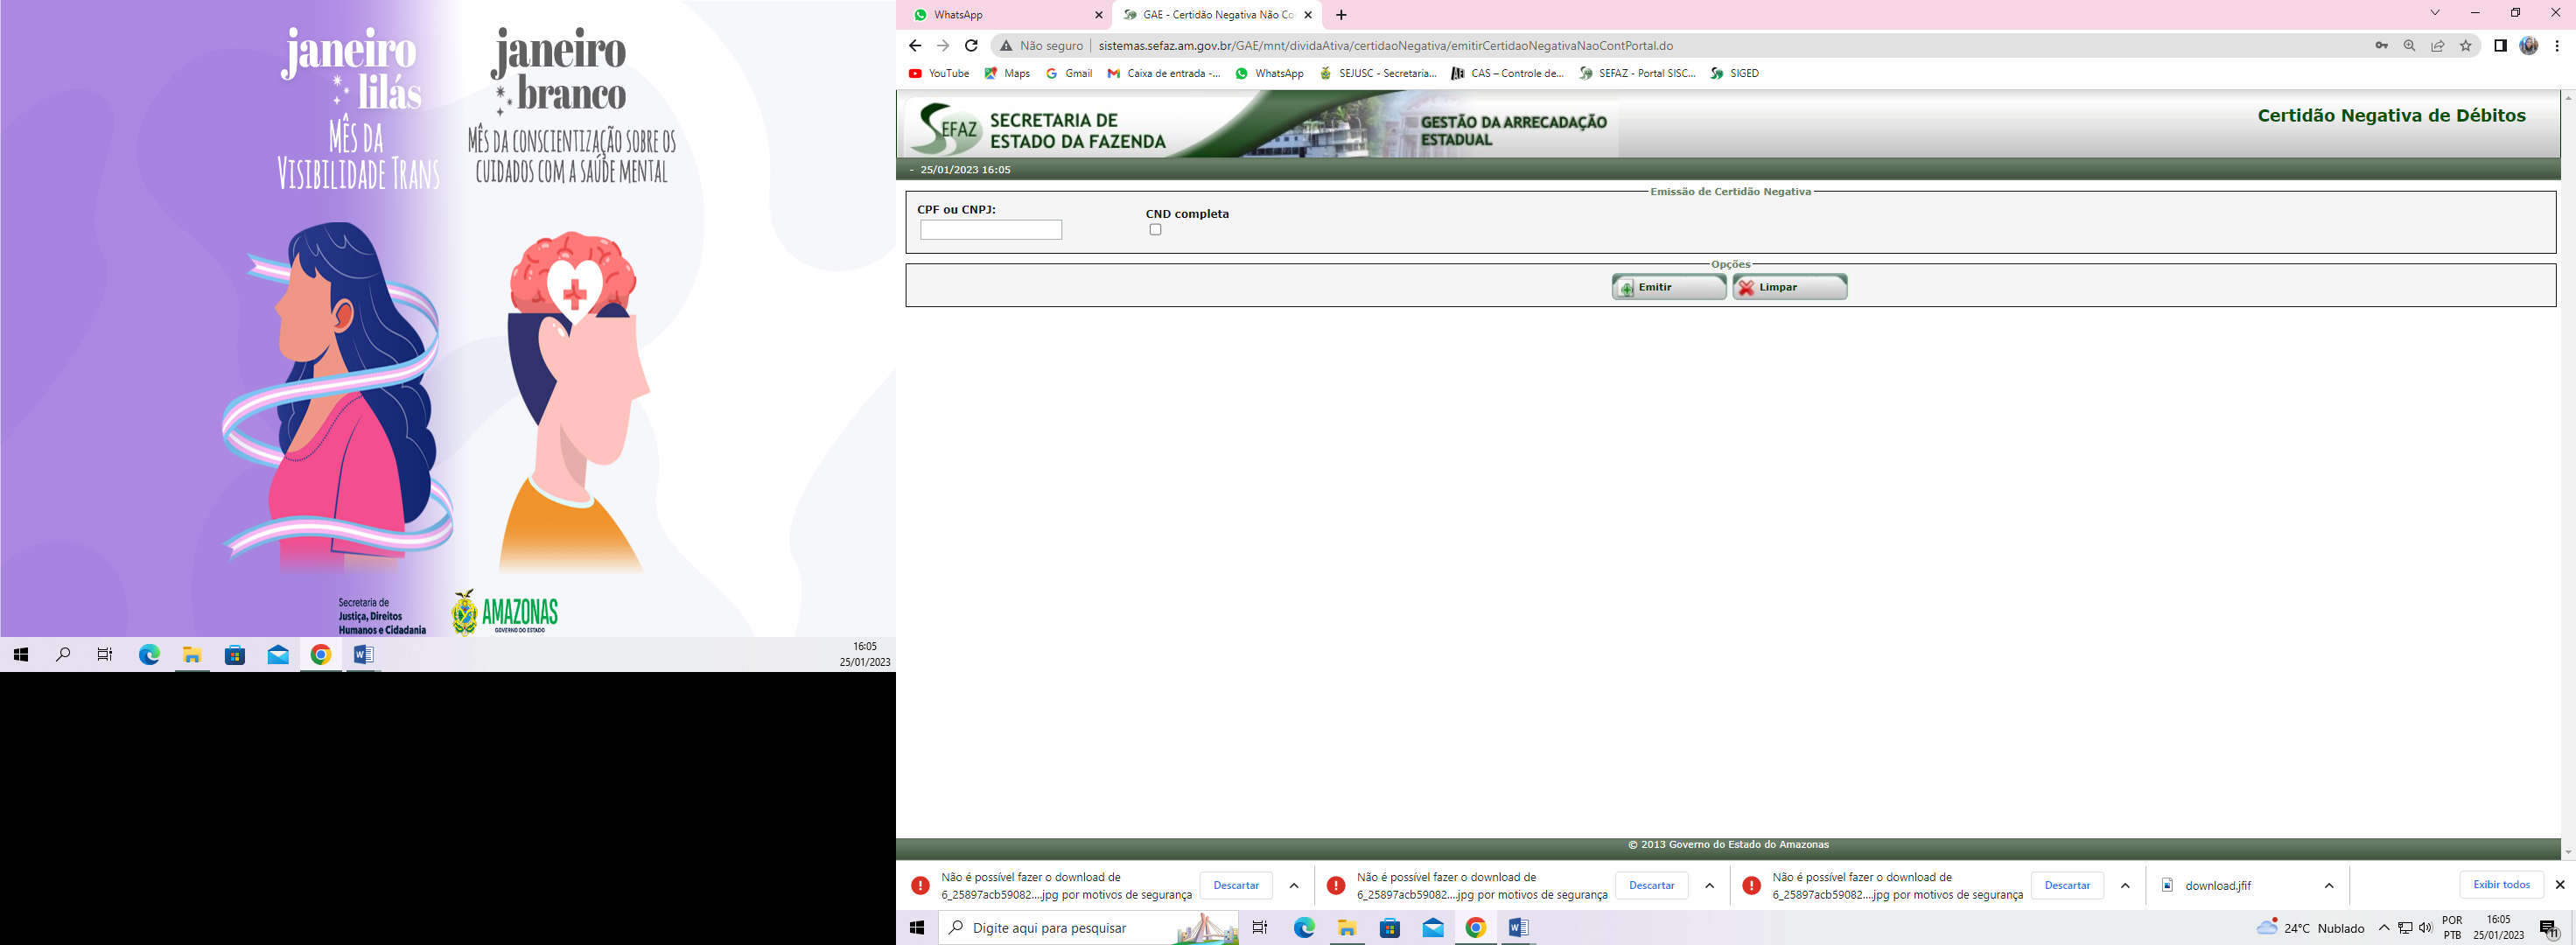 janeiro
lilás
MÊS DA
VISIBILIDADE TRANS
janeiro
branco
MÊS DA CONSCIENTIZAÇÃO SOBRE OS
CUIDADOS COM A SAÚDE MENTAL
Secretaria de
Justiça, Direitos
Humanos e Cidadania
AMAZONAS
GOVERNO DO ESTADO
16:05
25/01/2023
WhatsApp
GAE - Certidão Negativa Não Co
Não seguro
sistemas.sefaz.am.gov.br/GAE/mnt/dividaAtiva/certidaoNegativa/emitirCertidaoNegativaNaoContPortal.do
YouTube
Maps
Gmail
Caixa de entrada -...
WhatsApp
SEJUSC - Secretaria...
CAS – Controle de...
SEFAZ - Portal SISC...
SIGED
SEFAZ
SECRETARIA DE
ESTADO DA FAZENDA
GESTÃO DA ARRECADAÇÃO
ESTADUAL
Certidão Negativa de Débitos
- 25/01/2023 16:05
Emissão de Certidão Negativa
CPF ou CNPJ:
CND completa
Opções
Emitir
Limpar
© 2013 Governo do Estado do Amazonas
Não é possível fazer o download de
6_25897acb59082....jpg por motivos de segurança
Descartar
Não é possível fazer o download de
6_25897acb59082....jpg por motivos de segurança
Descartar
Não é possível fazer o download de
6_25897acb59082....jpg por motivos de segurança
Descartar
download.jfif
Exibir todos
Digite aqui para pesquisar
24°C Nublado
POR
PTB
16:05
25/01/2023
11